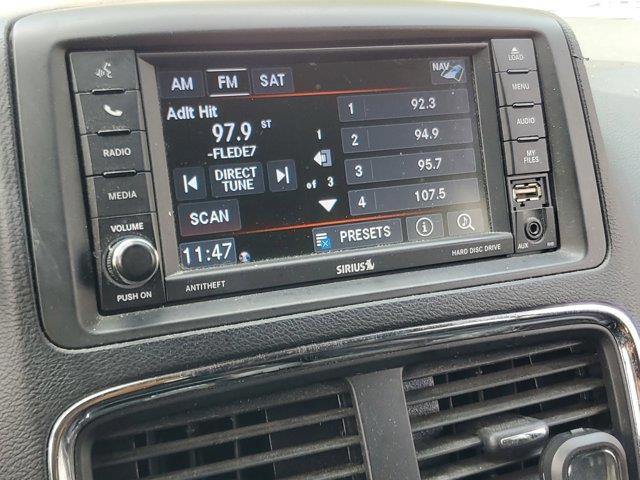 LOAD
MENU
AUDIO
MY
FILES
RADIO
MEDIA
VOLUME
PUSH ON
AM FM SAT NAV
Adlt Hit
97.9 ST
-FLEDE7
DIRECT
TUNE
SCAN
11:47
1
of 3
1 92.3
2 94.9
3 95.7
4 107.5
PRESETS
ANTITHEFT
SIRIUS
HARD DISC DRIVE
AUX